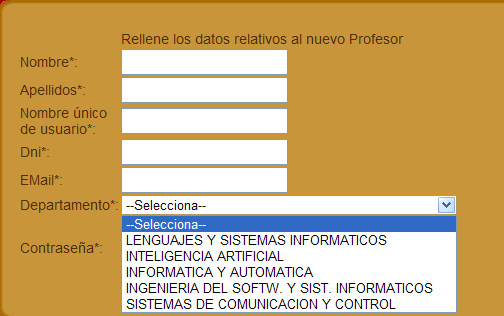 Rellene los datos relativos al nuevo Profesor
Nombre*:
Apellidos*:
Nombre único
de usuario*:
Dni*:
EMail*:
Departamento*: --Selecciona--
--Selecciona--
LENGUAJES Y SISTEMAS INFORMATICOS
INTELIGENCIA ARTIFICIAL
Contraseña*:
INFORMATICA Y AUTOMATICA
INGENIERIA DEL SOFTW. Y SIST. INFORMATICOS
SISTEMAS DE COMUNICACION Y CONTROL